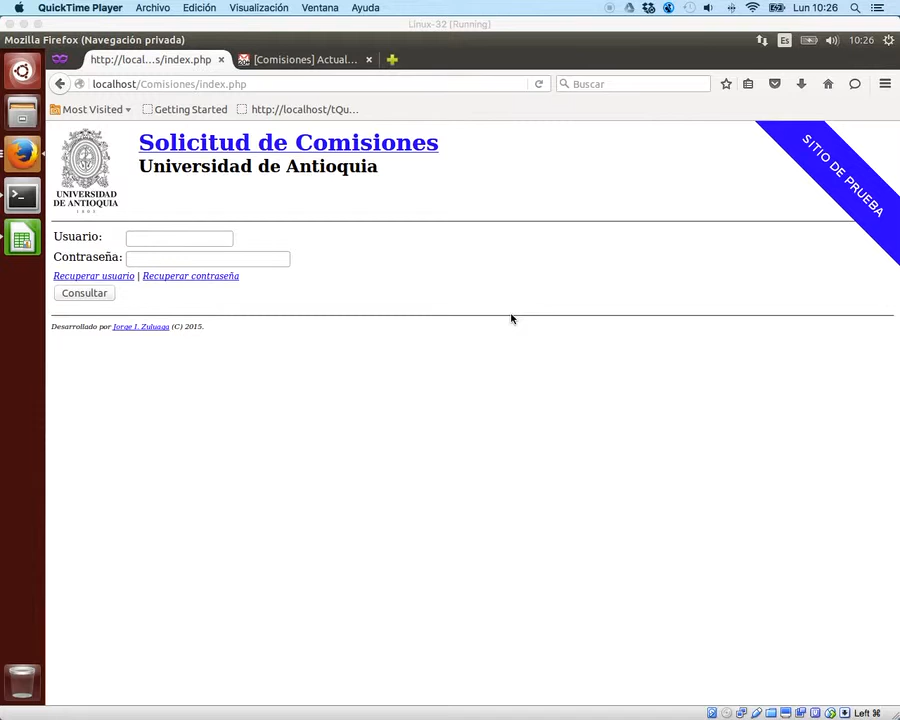 QuickTime Player Archivo Edición Visualización Ventana Ayuda Lun 10:26
Linux-32 [Running]
Mozilla Firefox (Navegación privada) Es 10:26
http://local...s/index.php [Comisiones] Actual...
localhost/Comisiones/index.php Buscar
Most Visited Getting Started http://localhost/tQu...
Solicitud de Comisiones
Universidad de Antioquia
UNIVERSIDAD
DE ANTIOQUIA
1803
SITIO DE PRUEBA
Usuario:
Contraseña:
Recuperar usuario | Recuperar contraseña
Consultar
Desarrollado por Jorge I. Zuluaga (C) 2015.
Left ⌘